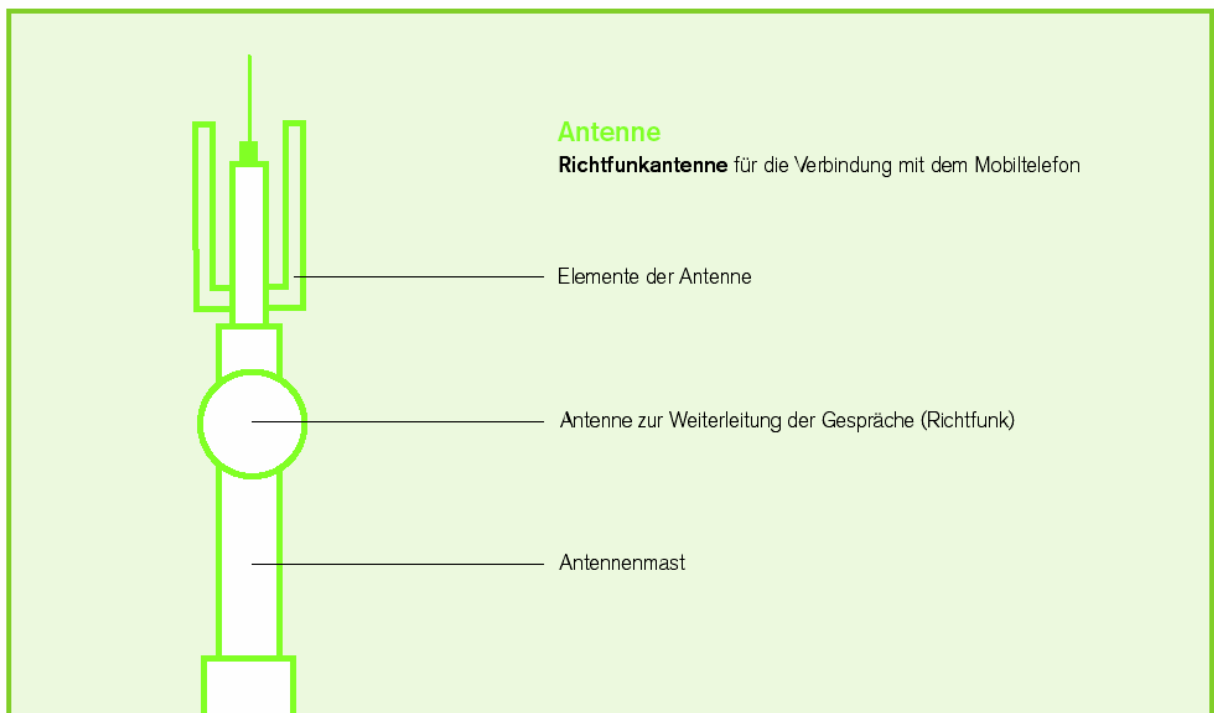 Antenne
Richtfunkantenne für die Verbindung mit dem Mobiltelefon
Elemente der Antenne
Antenne zur Weiterleitung der Gespräche (Richtfunk)
Antennenmast